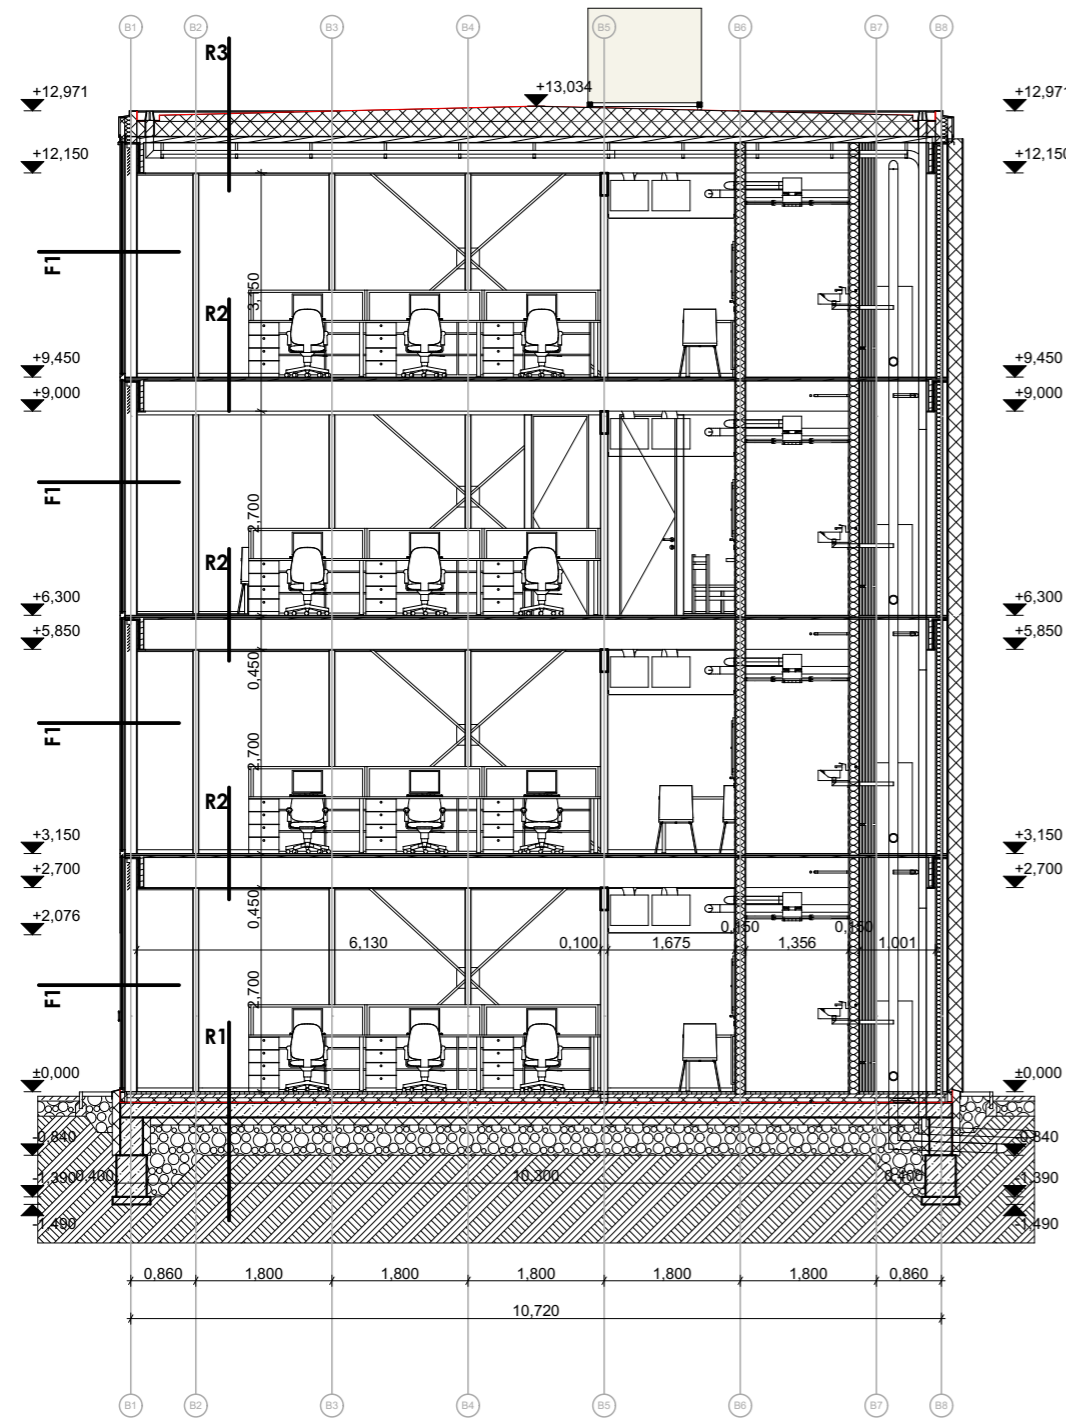 B1 B2 B3 B4 B5 B6 B7 B8
R3
+12,971 +13,034 +12,971
+12,150 +12,150
F1
3,150
R2
+9,450 +9,450
+9,000 +9,000
F1
2,700
R2
+6,300 +6,300
+5,850 +5,850
0,450
F1
2,700
R2
+3,150 +3,150
+2,700 +2,700
0,450
+2,076
6,130 0,100 1,675 0,150 1,356 0,150 1,001
F1
2,700
R1
±0,000 ±0,000
-0,840 -0,840
-1,390 0,400 10,300 0,400 -1,390
-1,490 -1,490
0,860 1,800 1,800 1,800 1,800 1,800 0,860
10,720
B1 B2 B3 B4 B5 B6 B7 B8